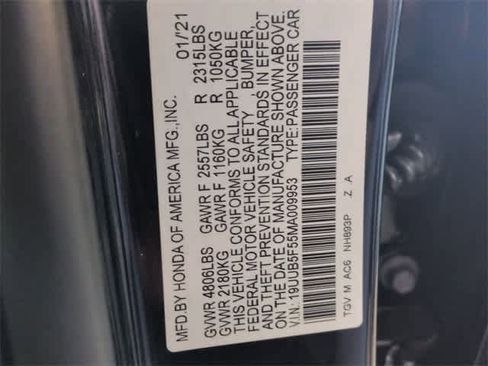 MFD.BY HONDA OF AMERICA MFG.,INC. 01/'21
GVWR 4806LBS GAWR F 2557LBS R 2315LBS
GVWR 2180KG GAWR F 1160KG R 1050KG
THIS VEHICLE CONFORMS TO ALL APPLICABLE
FEDERAL MOTOR VEHICLE SAFETY, BUMPER,
AND THEFT PREVENTION STANDARDS IN EFFECT
ON THE DATE OF MANUFACTURE SHOWN ABOVE.
V.I.N.:19UUB5F55MA009953 TYPE:PASSENGER CAR
TGV M AC6 NH893P Z A